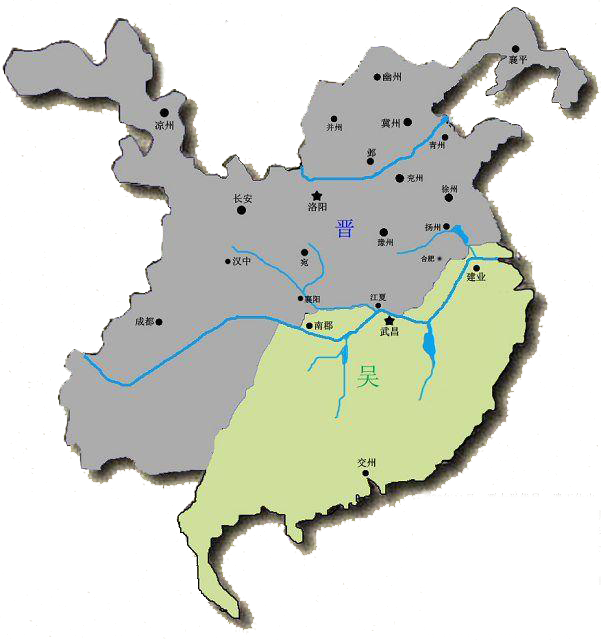 襄平
幽州
凉州
并州
冀州
青州
邺
兖州
徐州
长安
洛阳
晋
豫州
扬州
汉中
宛
合肥
建业
襄阳
江夏
成都
南郡
武昌
吴
交州